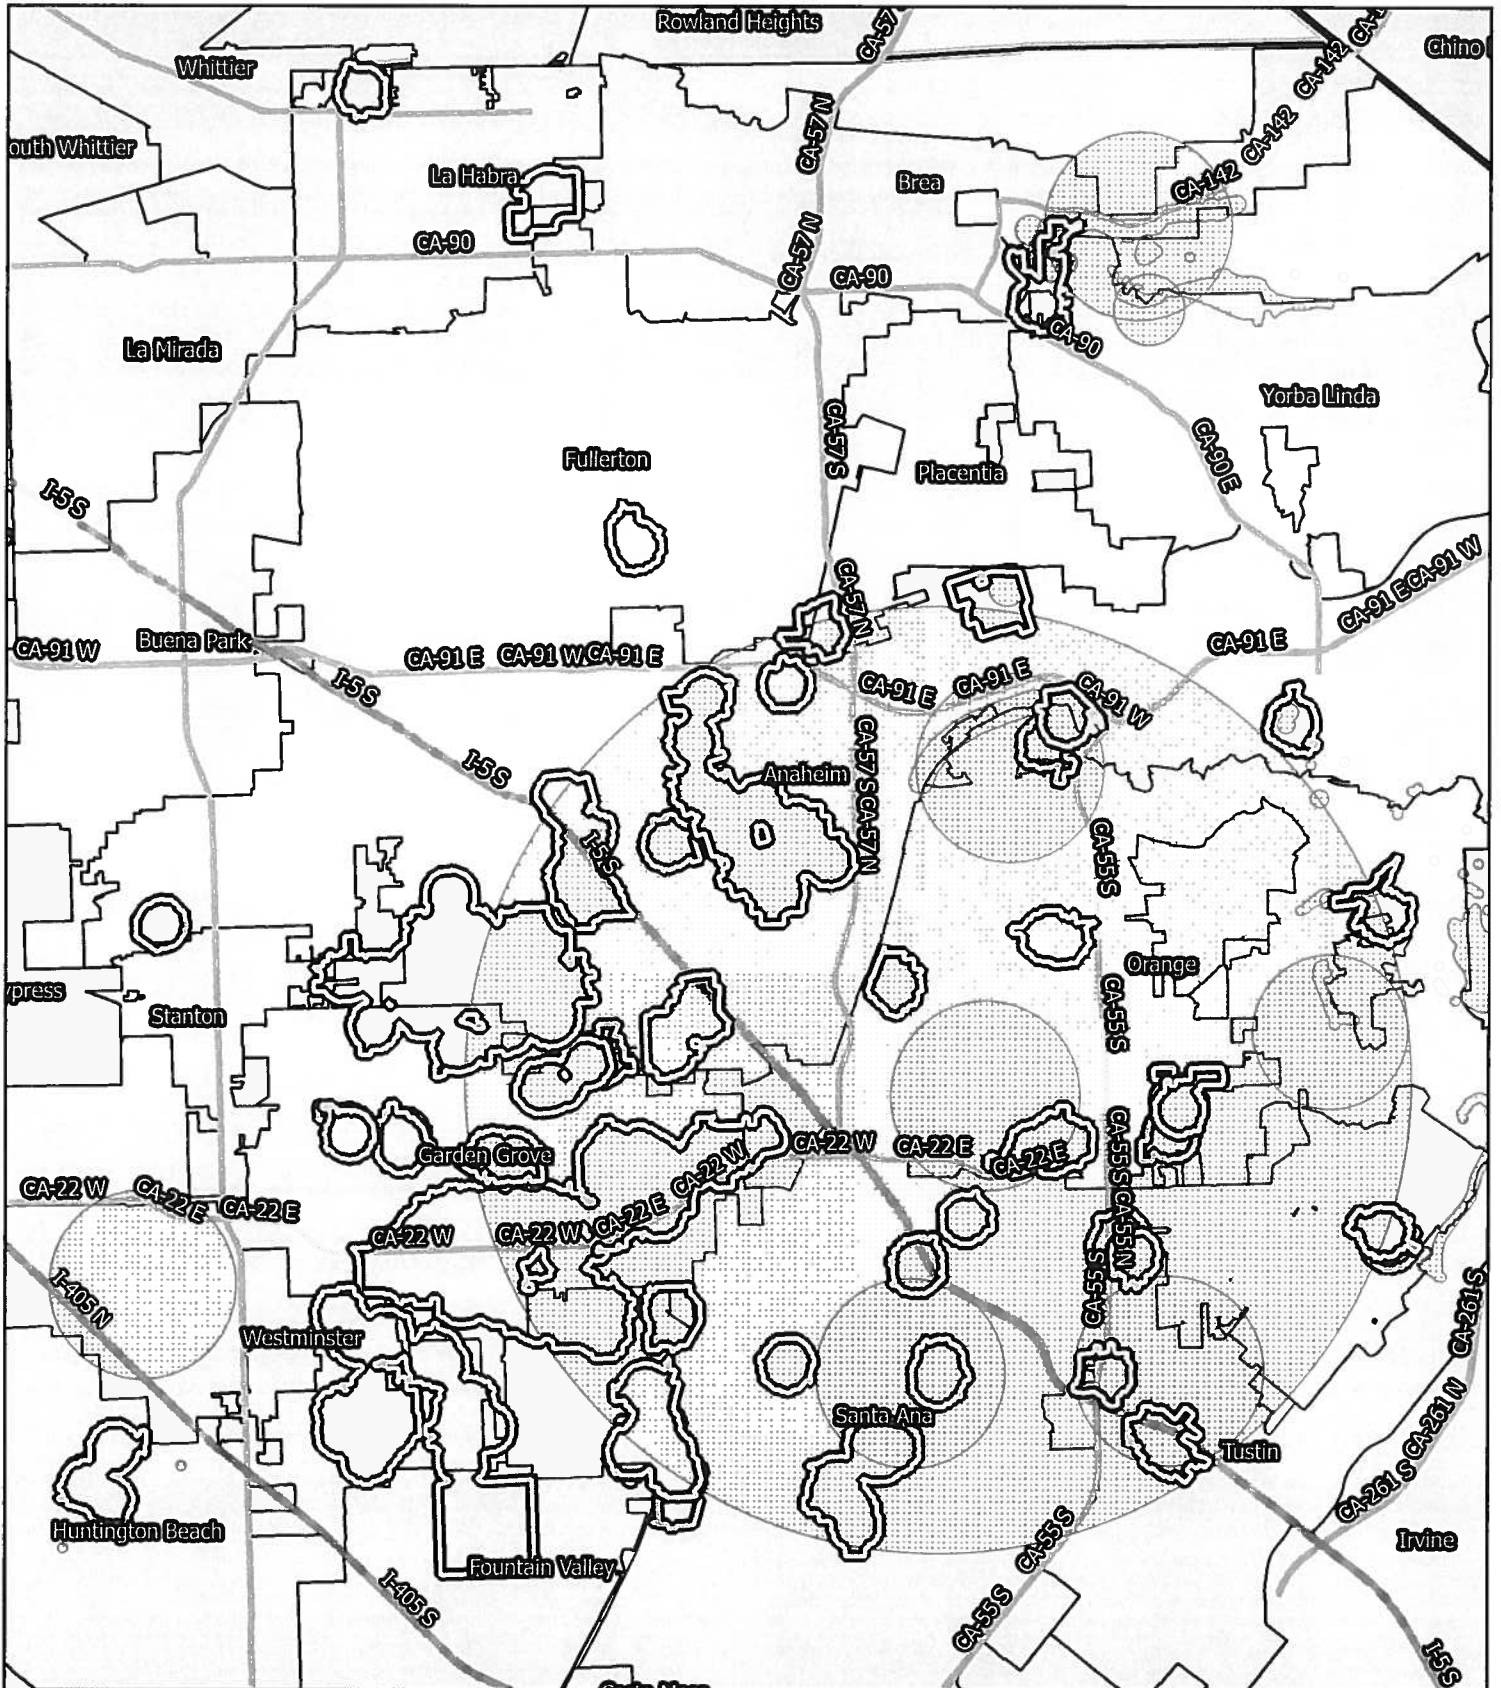 Rowland Heights
CA-57
CA-142
Chino
Whittier
CA-142
CA-57 N
outh Whittier
CA-142
La Habra
Brea
CA-142
CA-90
CA-57 N
CA-90
CA-90
La Mirada
Yorba Linda
CA-57 S
Fullerton
Placentia
CA-90 E
I-5 S
CA-91 W
CA-91 E
CA-57 N
Buena Park
CA-91 W
CA-91 E
CA-91 W
CA-91 E
CA-91 E
I-5 S
CA-91 E
CA-91 E
CA-91 W
I-5 S
CA-57 S
Anaheim
CA-57 N
I-5 S
CA-55 S
Orange
ypress
Stanton
CA-55 S
CA-22 W
CA-22 E
CA-22 E
CA-55 S
Garden Grove
CA-22 W
CA-22 W
CA-22 E
CA-22 E
CA-22 E
CA-22 W
CA-22 W
CA-55 N
I-405 N
CA-55 S
CA-261 S
Westminster
Santa Ana
CA-261 N
Tustin
CA-261 S
Huntington Beach
CA-55 S
Irvine
Fountain Valley
I-405 S
CA-55 S
I-5 S